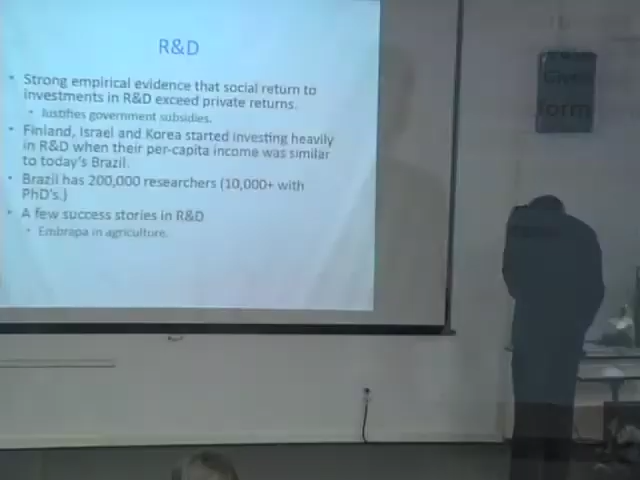 R&D
• Strong empirical evidence that social return to
investments in R&D exceed private returns.
• Justifies government subsidies.
• Finland, Israel and Korea started investing heavily
in R&D when their per-capita income was similar
to today's Brazil.
• Brazil has 200,000 researchers (10,000+ with
PhD's.)
• A few success stories in R&D
• Embrapa in agriculture.
form